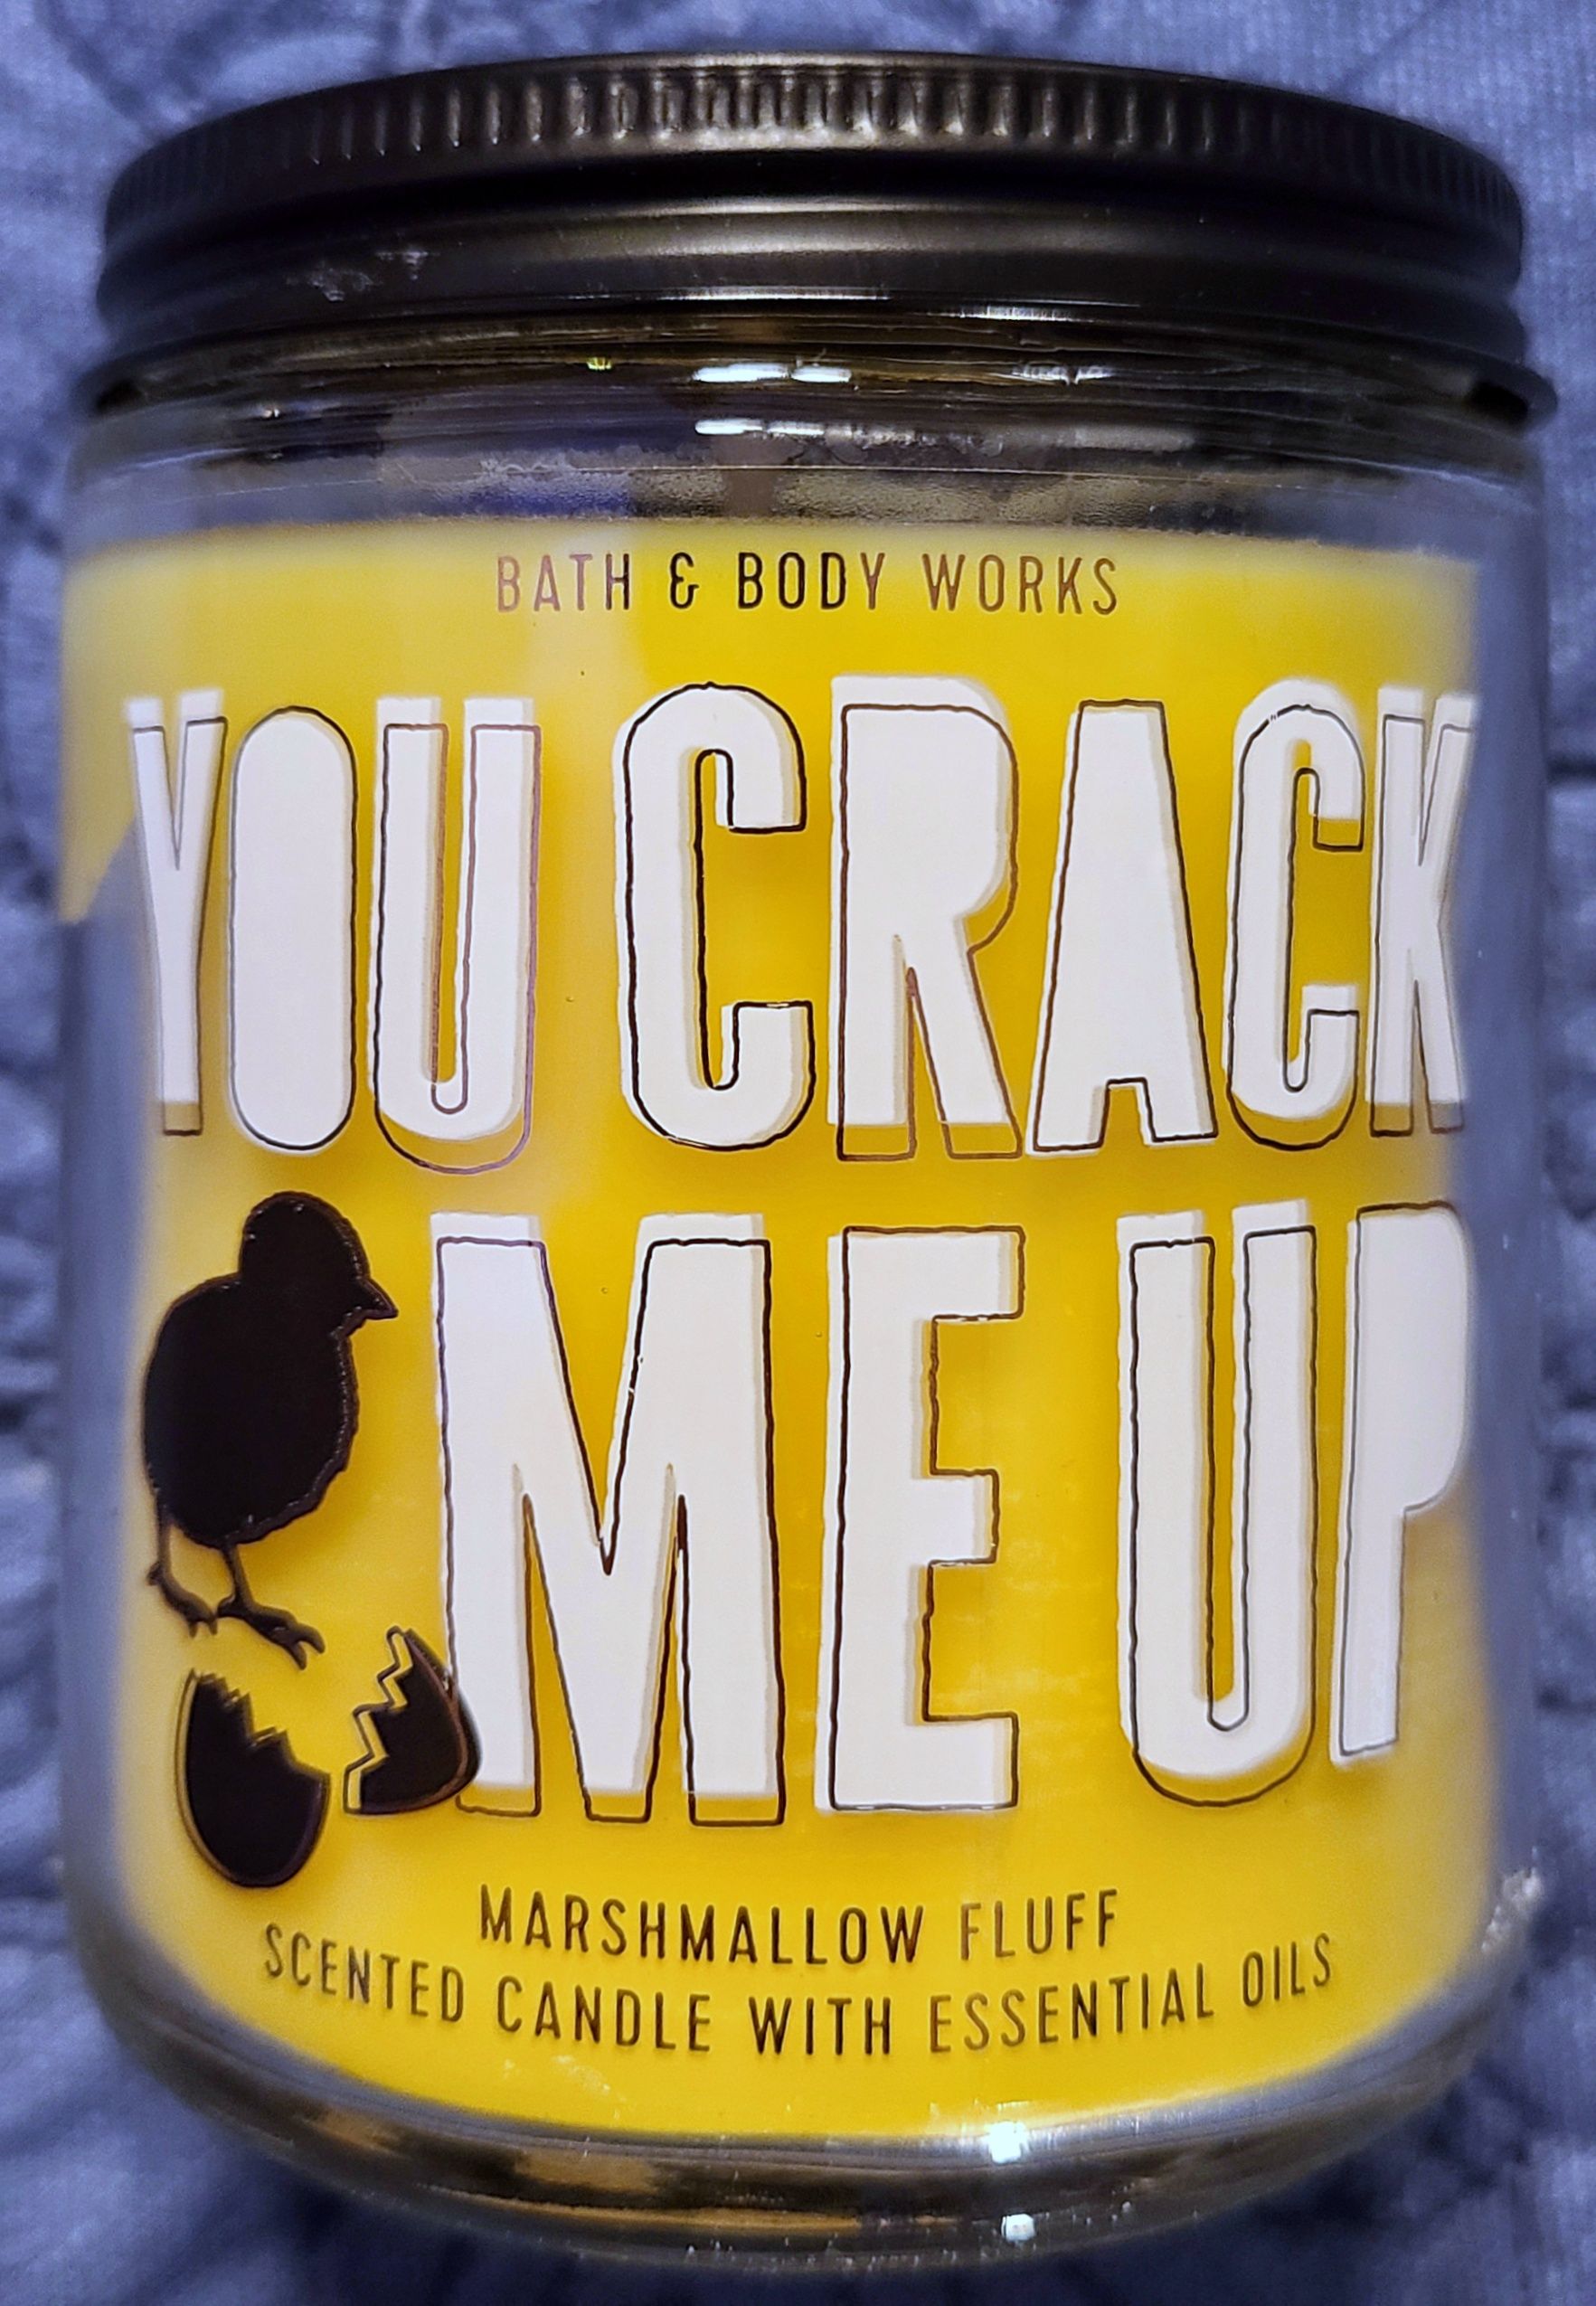 BATH & BODY WORKS
YOU CRACK
ME UP
MARSHMALLOW FLUFF
SCENTED CANDLE WITH ESSENTIAL OILS